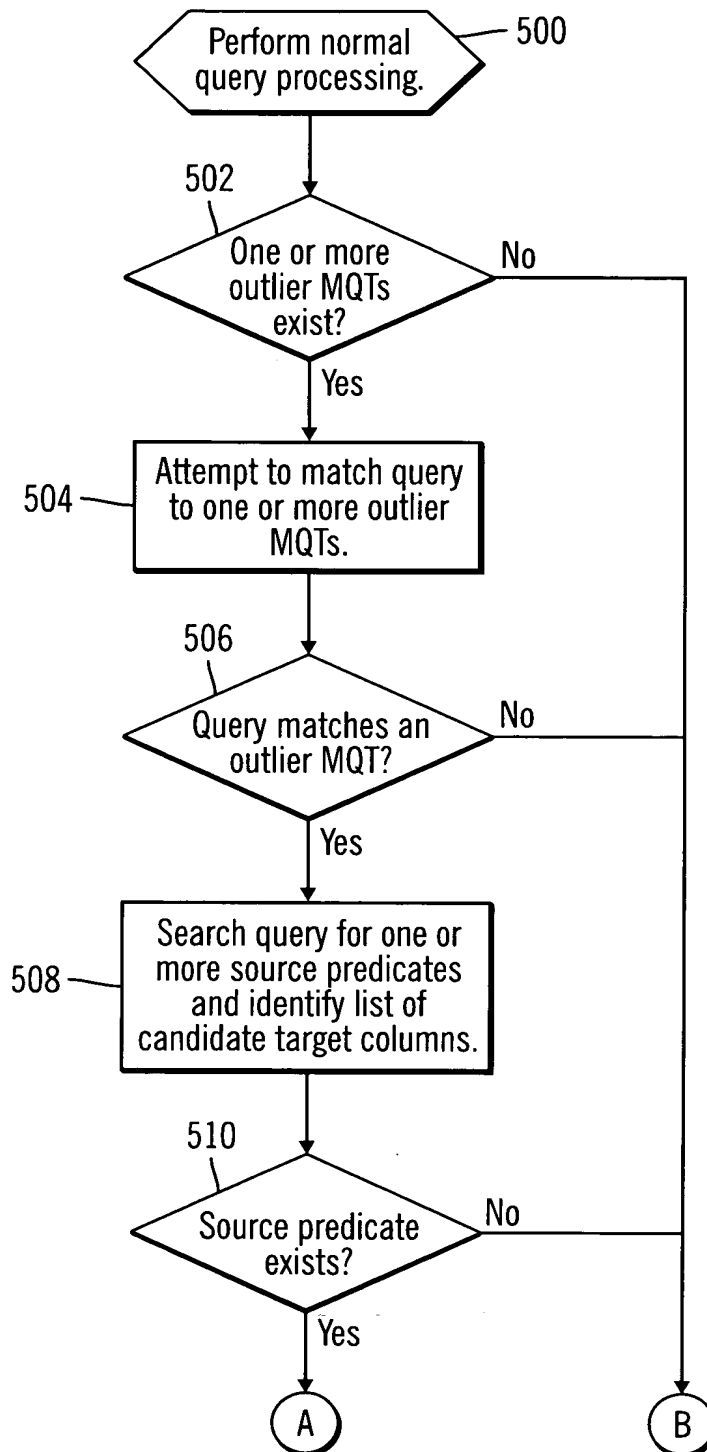 Perform normal
query processing.
500
502
One or more
outlier MQTs
exist?
No
Yes
504
Attempt to match query
to one or more outlier
MQTs.
506
Query matches an
outlier MQT?
No
Yes
508
Search query for one or
more source predicates
and identify list of
candidate target columns.
510
Source predicate
exists?
No
Yes
A
B